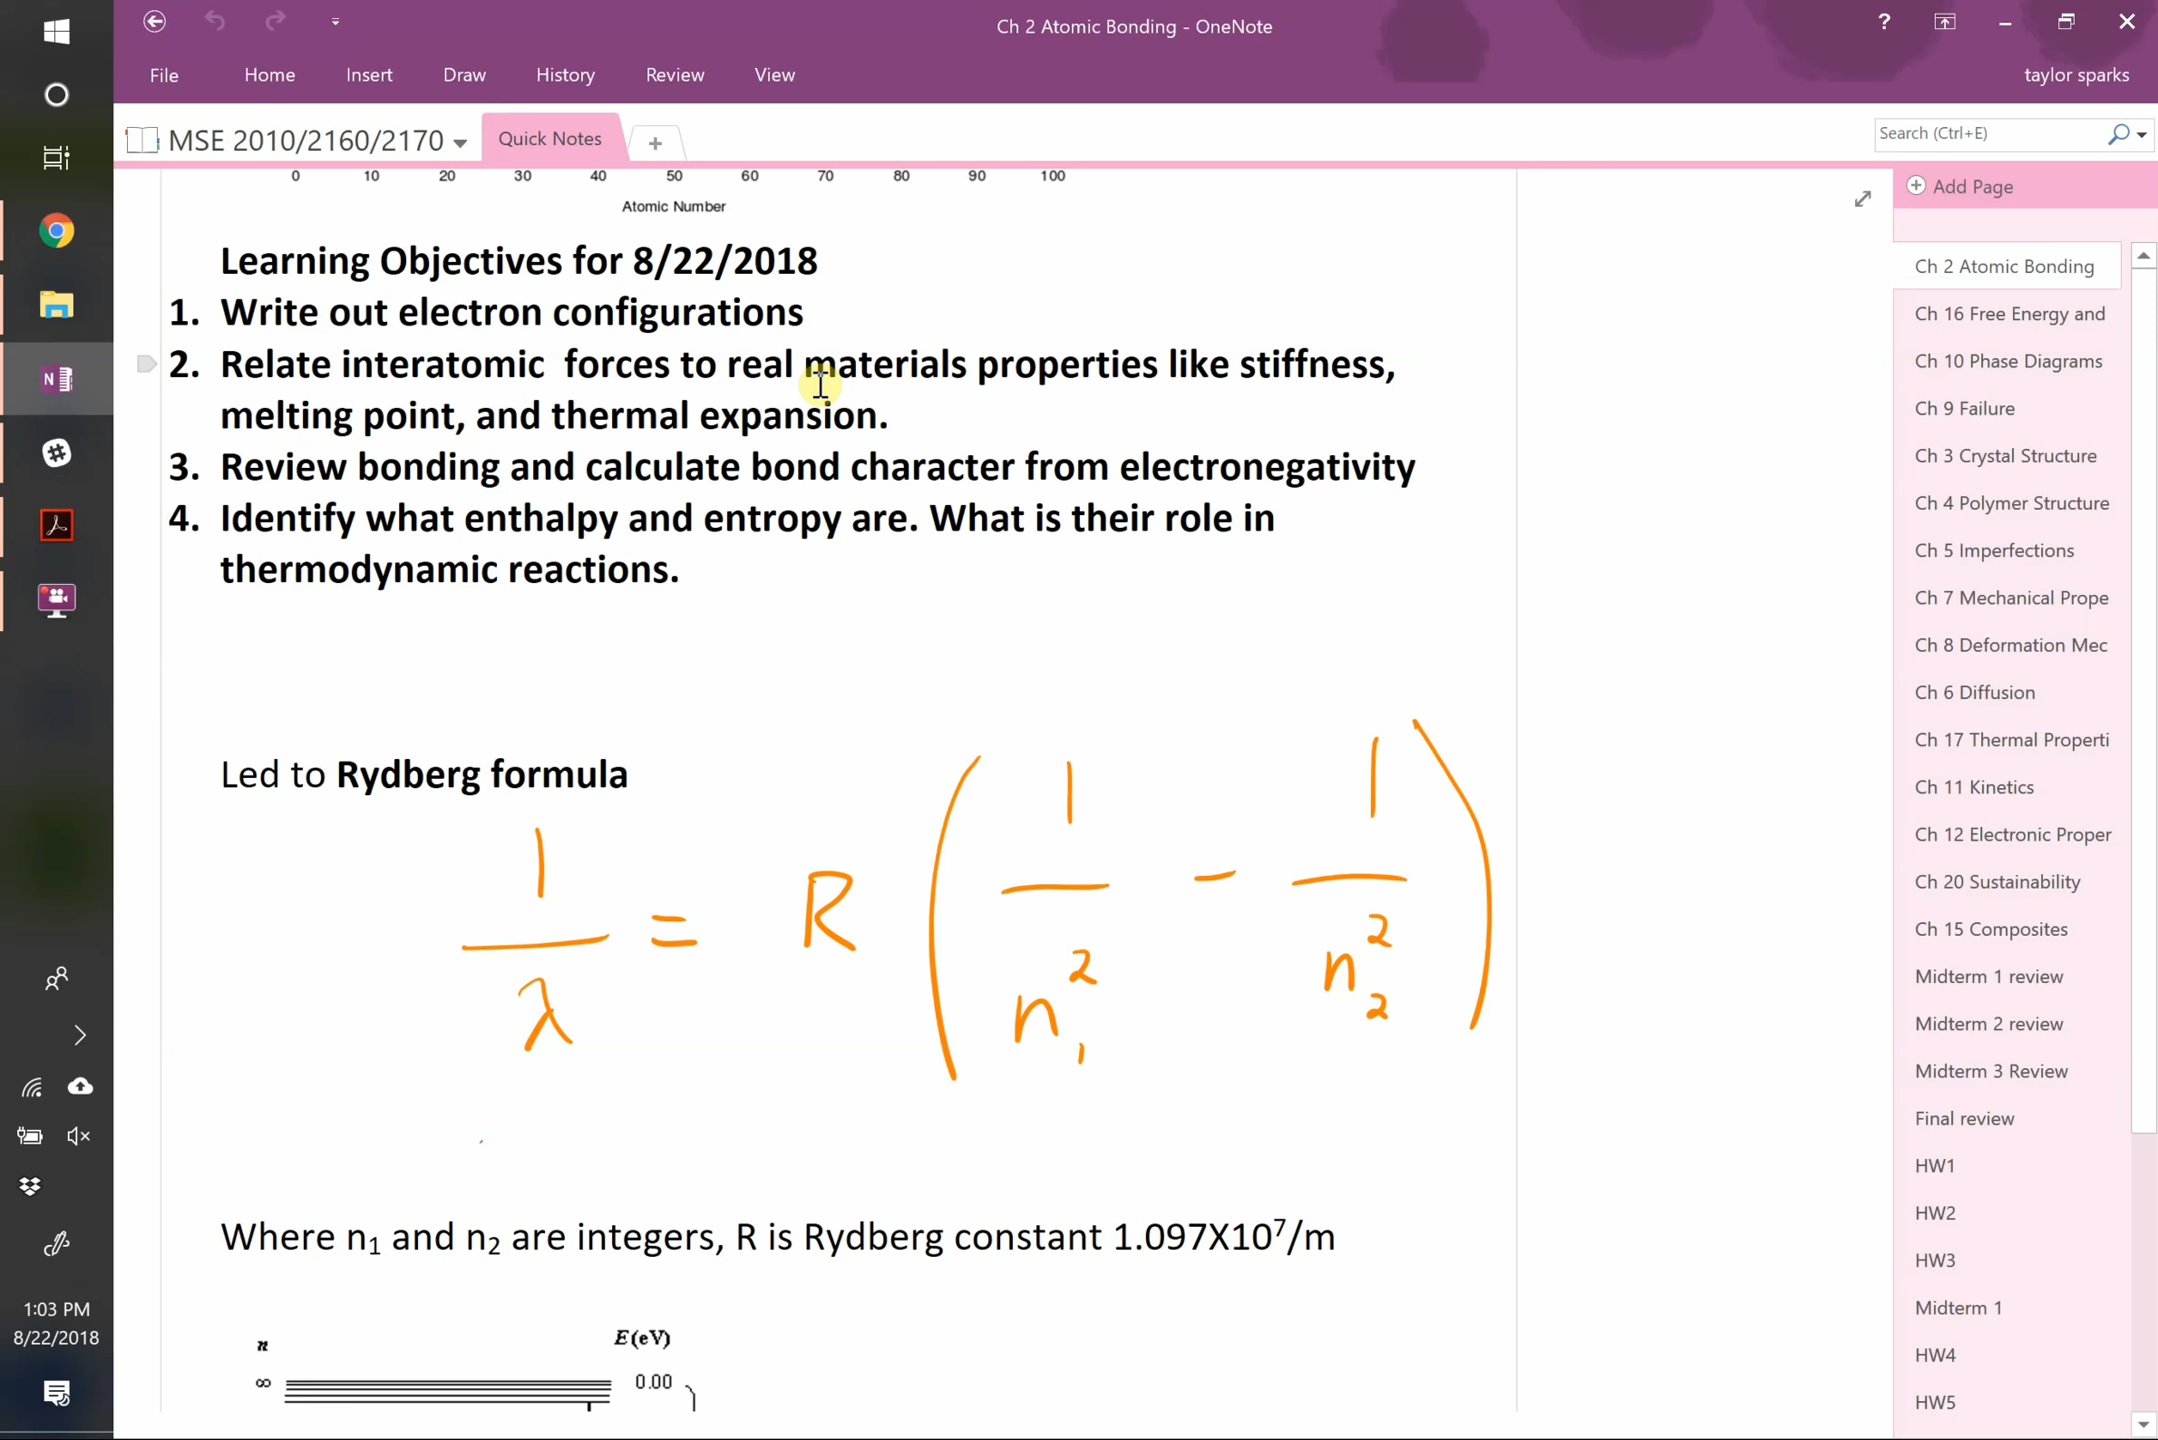 Ch 2 Atomic Bonding - OneNote
?
File Home Insert Draw History Review View
taylor sparks
MSE 2010/2160/2170
Quick Notes
+
Search (Ctrl+E)
0 10 20 30 40 50 60 70 80 90 100
Atomic Number
Learning Objectives for 8/22/2018
1. Write out electron configurations
2. Relate interatomic forces to real materials properties like stiffness,
melting point, and thermal expansion.
3. Review bonding and calculate bond character from electronegativity
4. Identify what enthalpy and entropy are. What is their role in
thermodynamic reactions.
Led to Rydberg formula
1/λ = R (1/n₁² - 1/n₂²)
Where n₁ and n₂ are integers, R is Rydberg constant 1.097X10⁷/m
n E(eV)
∞ 0.00
Add Page
Ch 2 Atomic Bonding
Ch 16 Free Energy and
Ch 10 Phase Diagrams
Ch 9 Failure
Ch 3 Crystal Structure
Ch 4 Polymer Structure
Ch 5 Imperfections
Ch 7 Mechanical Prope
Ch 8 Deformation Mec
Ch 6 Diffusion
Ch 17 Thermal Properti
Ch 11 Kinetics
Ch 12 Electronic Proper
Ch 20 Sustainability
Ch 15 Composites
Midterm 1 review
Midterm 2 review
Midterm 3 Review
Final review
HW1
HW2
HW3
Midterm 1
HW4
HW5
N
1:03 PM
8/22/2018